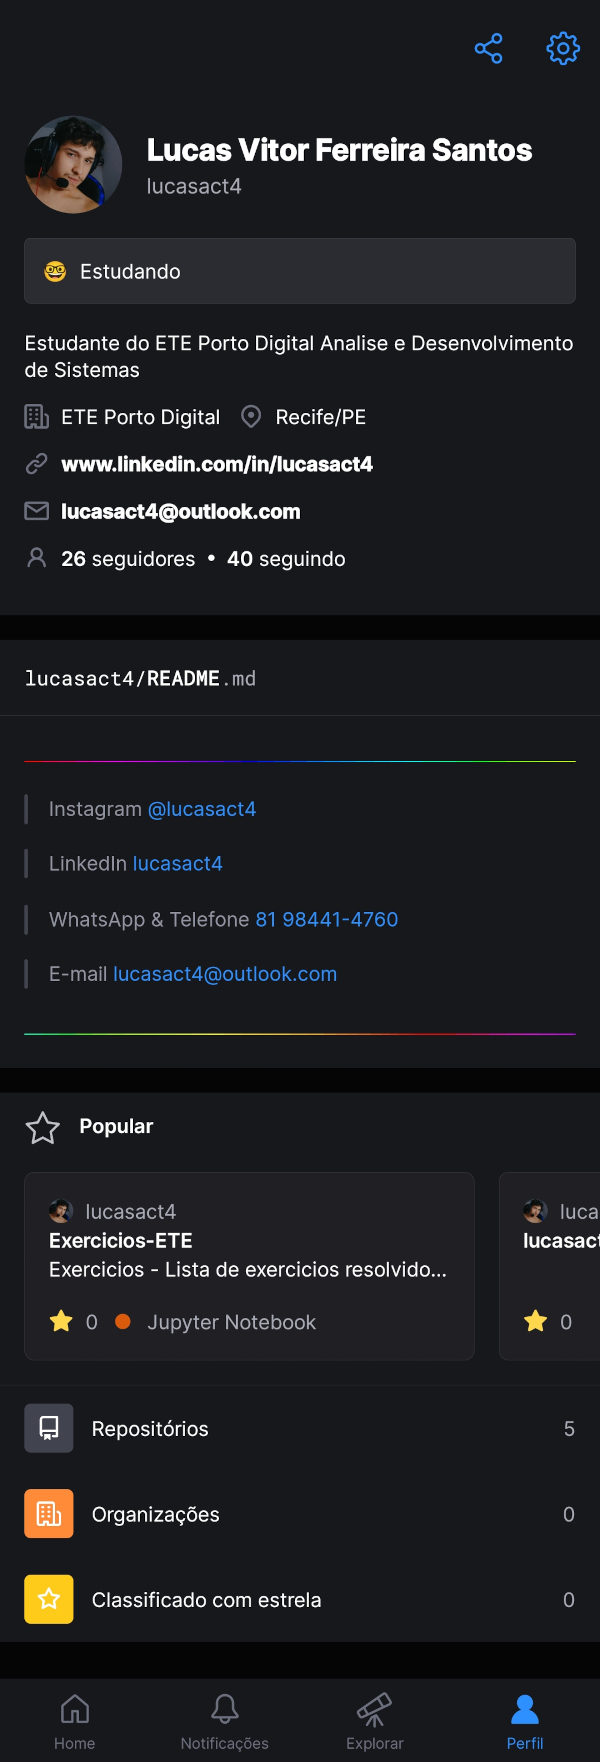 Lucas Vitor Ferreira Santos
lucasact4
🤓 Estudando
Estudante do ETE Porto Digital Analise e Desenvolvimento
de Sistemas
ETE Porto Digital Recife/PE
www.linkedin.com/in/lucasact4
lucasact4@outlook.com
26 seguidores • 40 seguindo
lucasact4/README.md
Instagram @lucasact4
LinkedIn lucasact4
WhatsApp & Telefone 81 98441-4760
E-mail lucasact4@outlook.com
Popular
lucasact4
Exercicios-ETE
Exercicios - Lista de exercicios resolvido...
0 Jupyter Notebook
luca
lucasact
0
Repositórios 5
Organizações 0
Classificado com estrela 0
Home Notificações Explorar Perfil